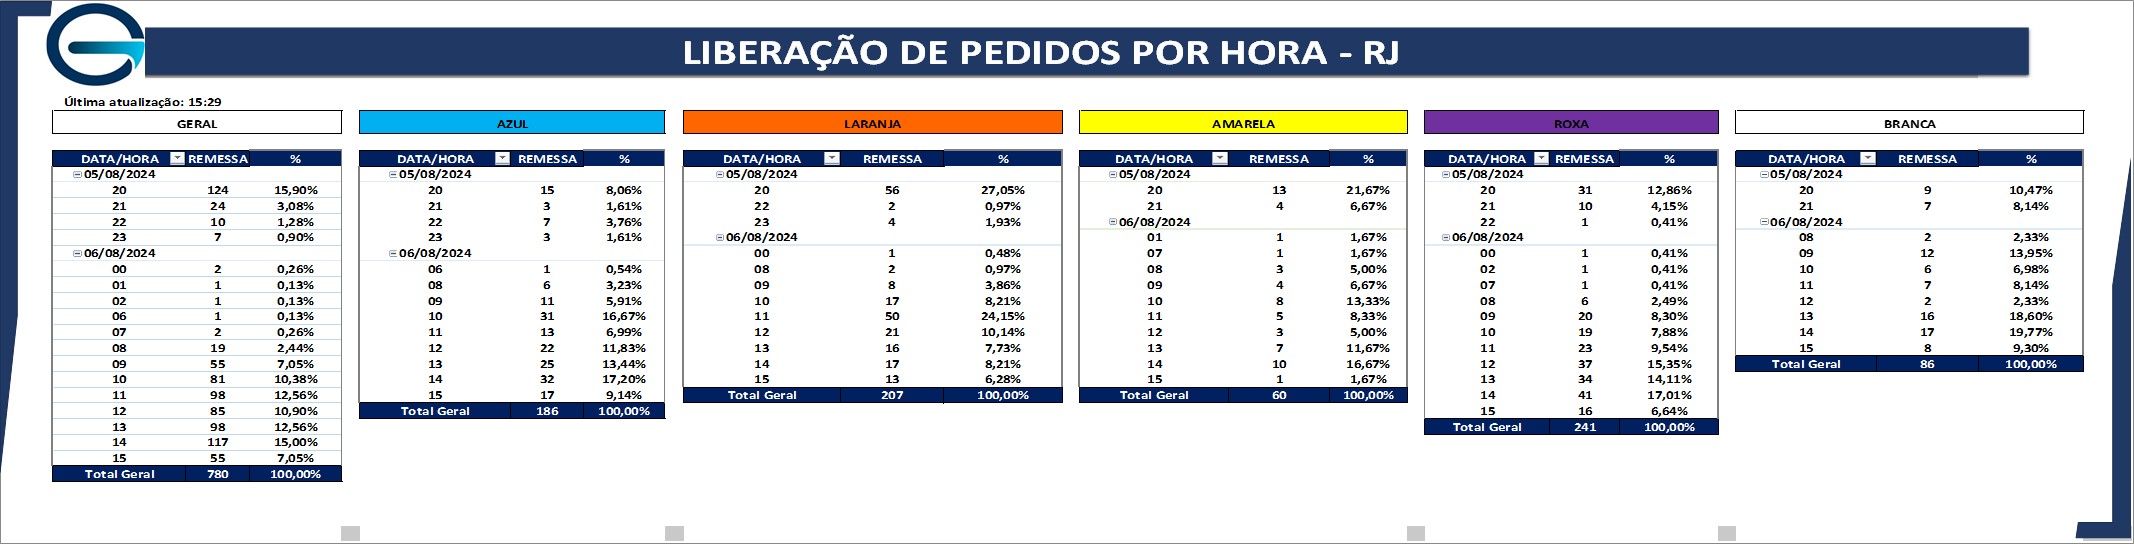 LIBERAÇÃO DE PEDIDOS POR HORA - RJ
Última atualização: 15:29
GERAL
DATA/HORA REMESSA %
05/08/2024
20 124 15,90%
21 24 3,08%
22 10 1,28%
23 7 0,90%
06/08/2024
00 2 0,26%
01 1 0,13%
02 1 0,13%
06 1 0,13%
07 2 0,26%
08 19 2,44%
09 55 7,05%
10 81 10,38%
11 98 12,56%
12 85 10,90%
13 98 12,56%
14 117 15,00%
15 55 7,05%
Total Geral 780 100,00%
AZUL
DATA/HORA REMESSA %
05/08/2024
20 15 8,06%
21 3 1,61%
22 7 3,76%
23 3 1,61%
06/08/2024
06 1 0,54%
08 6 3,23%
09 11 5,91%
10 31 16,67%
11 13 6,99%
12 22 11,83%
13 25 13,44%
14 32 17,20%
15 17 9,14%
Total Geral 186 100,00%
LARANJA
DATA/HORA REMESSA %
05/08/2024
20 56 27,05%
22 2 0,97%
23 4 1,93%
06/08/2024
00 1 0,48%
08 2 0,97%
09 8 3,86%
10 17 8,21%
11 50 24,15%
12 21 10,14%
13 16 7,73%
14 17 8,21%
15 13 6,28%
Total Geral 207 100,00%
AMARELA
DATA/HORA REMESSA %
05/08/2024
20 13 21,67%
21 4 6,67%
06/08/2024
01 1 1,67%
07 1 1,67%
08 3 5,00%
09 4 6,67%
10 8 13,33%
11 5 8,33%
12 3 5,00%
13 7 11,67%
14 10 16,67%
15 1 1,67%
Total Geral 60 100,00%
ROXA
DATA/HORA REMESSA %
05/08/2024
20 31 12,86%
21 10 4,15%
22 1 0,41%
06/08/2024
00 1 0,41%
02 1 0,41%
07 1 0,41%
08 6 2,49%
09 20 8,30%
10 19 7,88%
11 23 9,54%
12 37 15,35%
13 34 14,11%
14 41 17,01%
15 16 6,64%
Total Geral 241 100,00%
BRANCA
DATA/HORA REMESSA %
05/08/2024
20 9 10,47%
21 7 8,14%
06/08/2024
08 2 2,33%
09 12 13,95%
10 6 6,98%
11 7 8,14%
12 2 2,33%
13 16 18,60%
14 17 19,77%
15 8 9,30%
Total Geral 86 100,00%